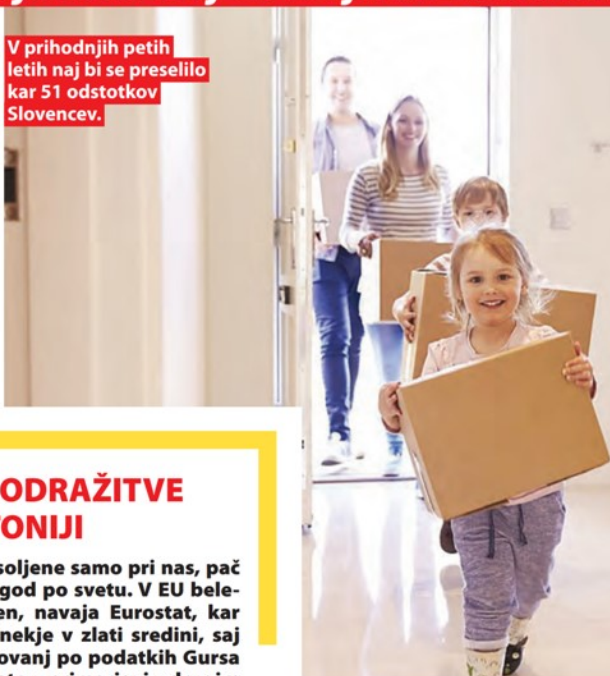 V prihodnjih petih
letih naj bi se preselilo
kar 51 odstotkov
Slovencev.
ODRAŽITVE
ONIJI
soljene samo pri nas, pač
god po svetu. V EU bele-
en, navaja Eurostat, kar
nekje v zlati sredini, saj
ovanj po podatkih Gursa